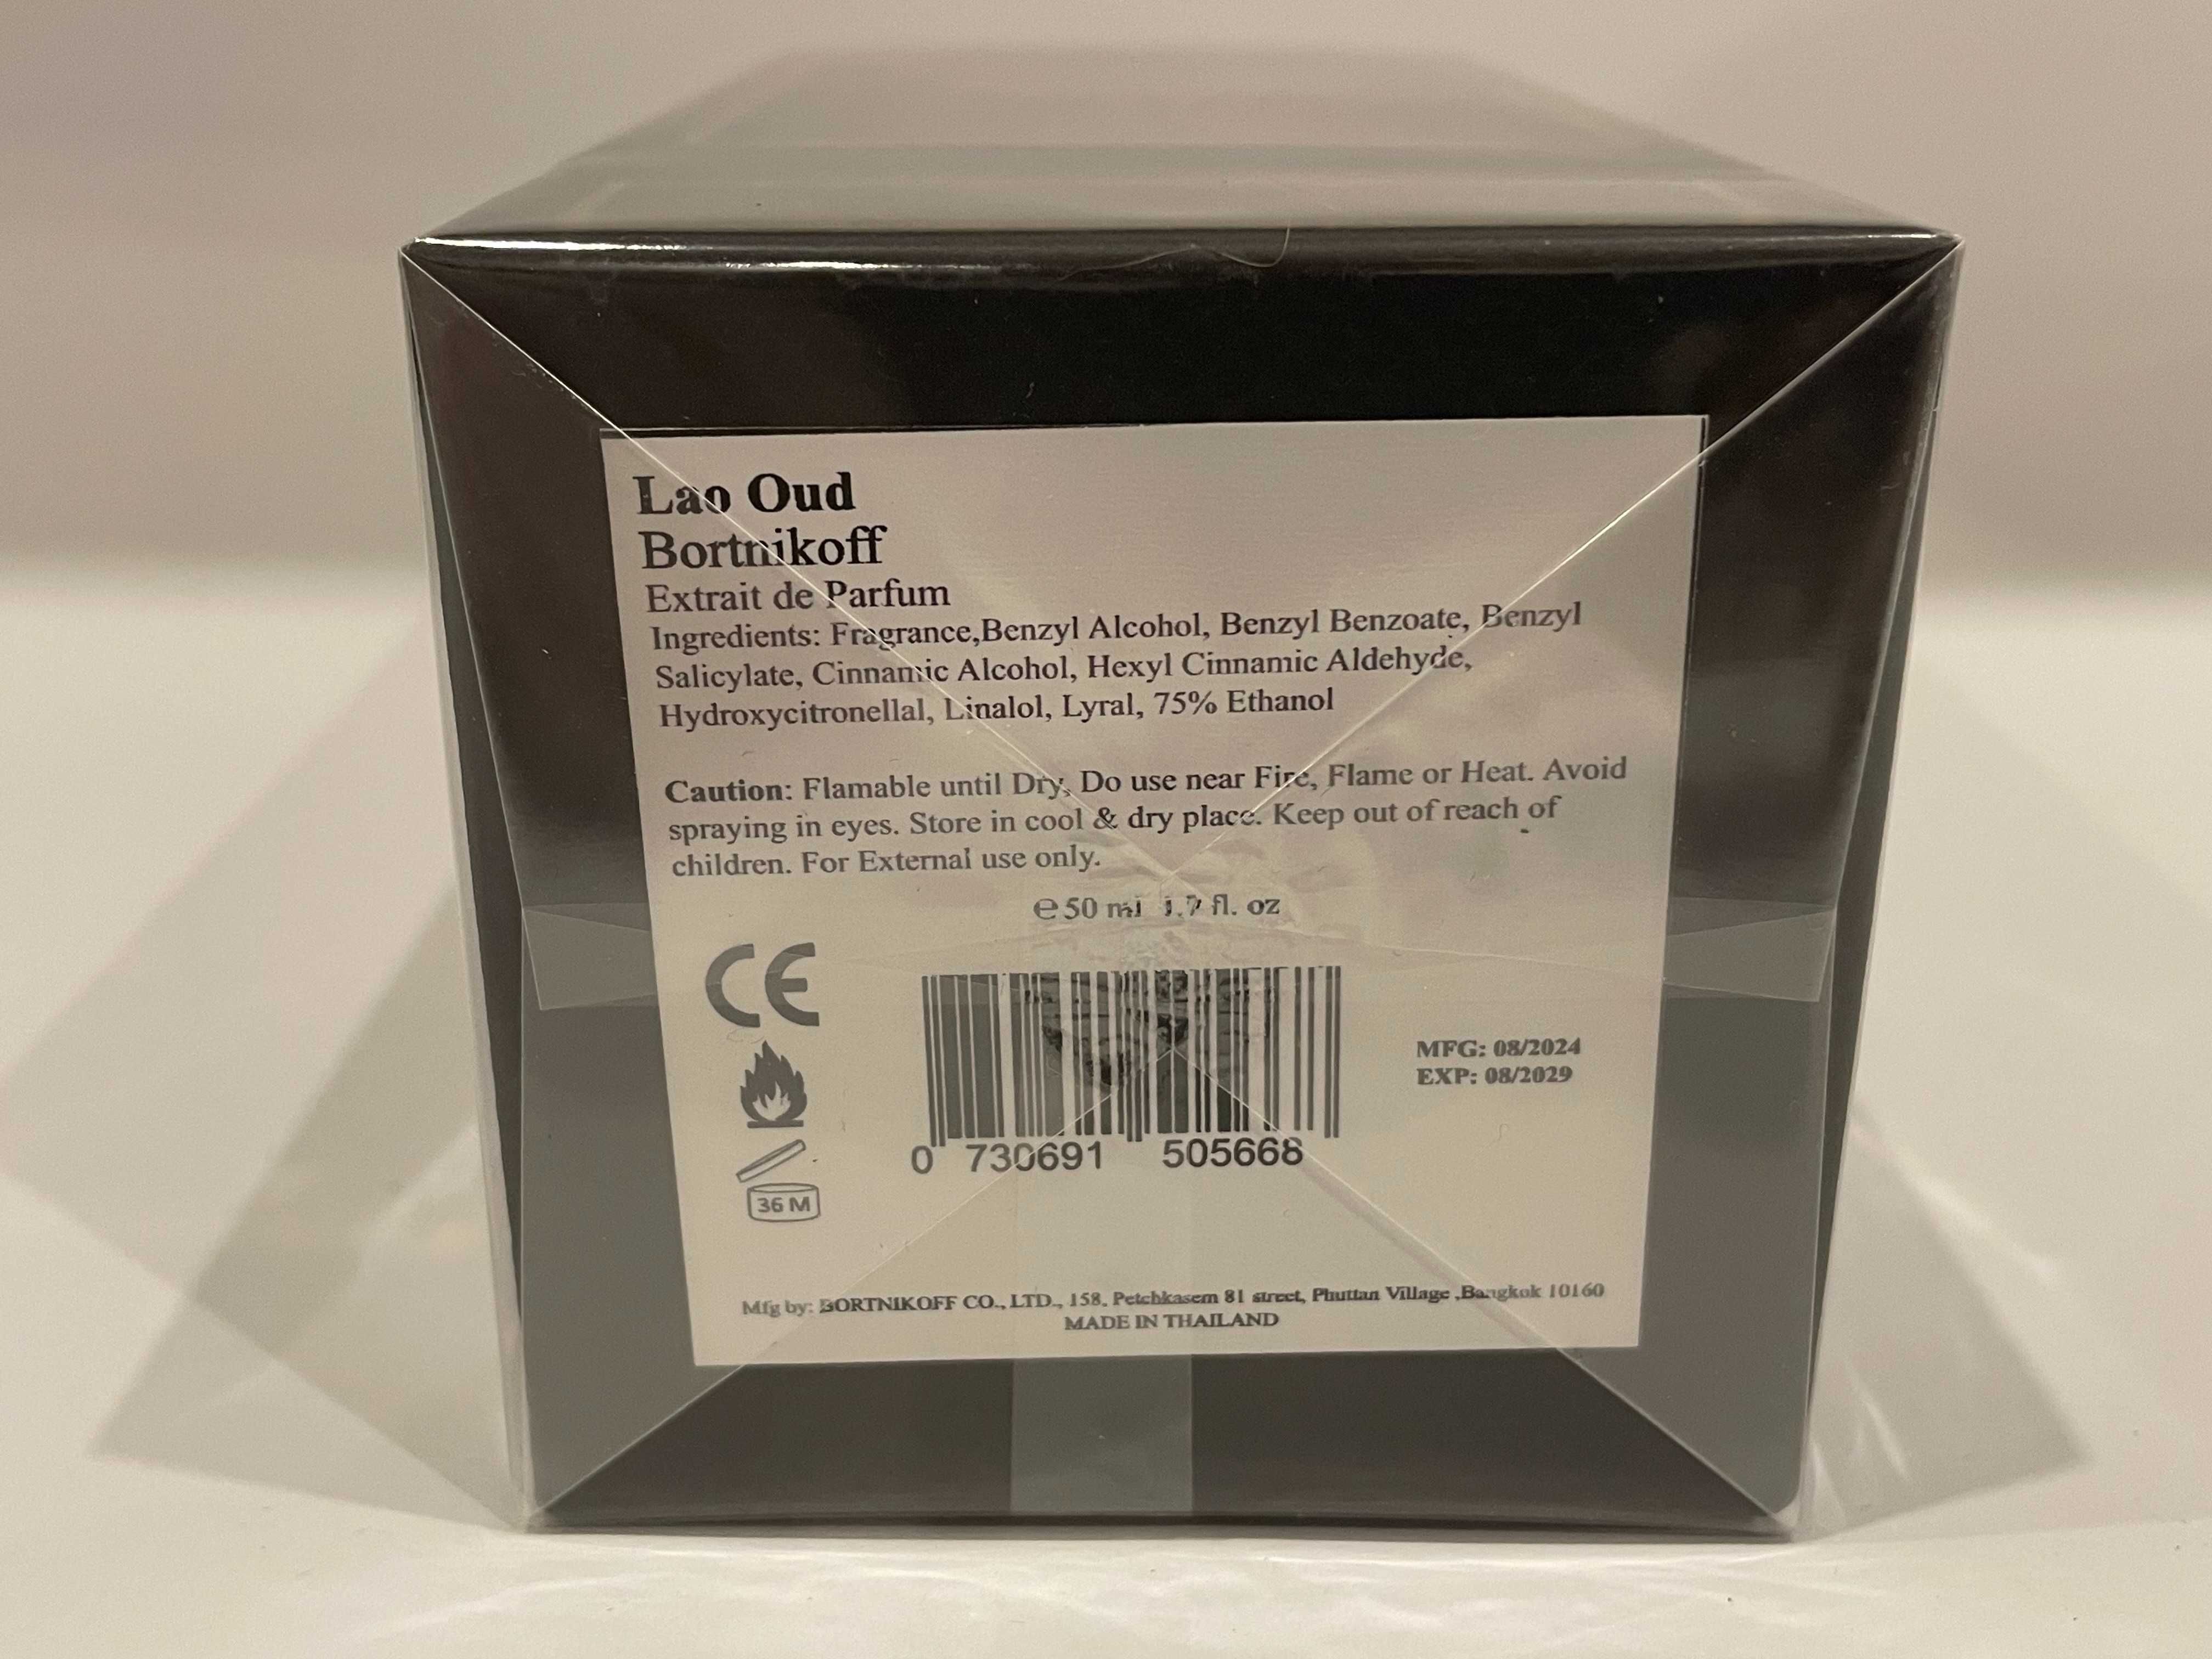 Lao Oud
Bortnikoff
Extrait de Parfum
Ingredients: Fragrance,Benzyl Alcohol, Benzyl Benzoate, Benzyl
Salicylate, Cinnamic Alcohol, Hexyl Cinnamic Aldehyde,
Hydroxycitronellal, Linalol, Lyral, 75% Ethanol
Caution: Flamable until Dry, Do use near Fire, Flame or Heat. Avoid
spraying in eyes. Store in cool & dry place. Keep out of reach of
children. For External use only.
℮ 50 ml 1.7 fl. oz
CE
MFG: 08/2024
EXP: 08/2029
0 730691 505668
36 M
Mfg by: BORTNIKOFF CO., LTD., 158, Petchkasem 81 street, Phuttan Village ,Bangkok 10160
MADE IN THAILAND